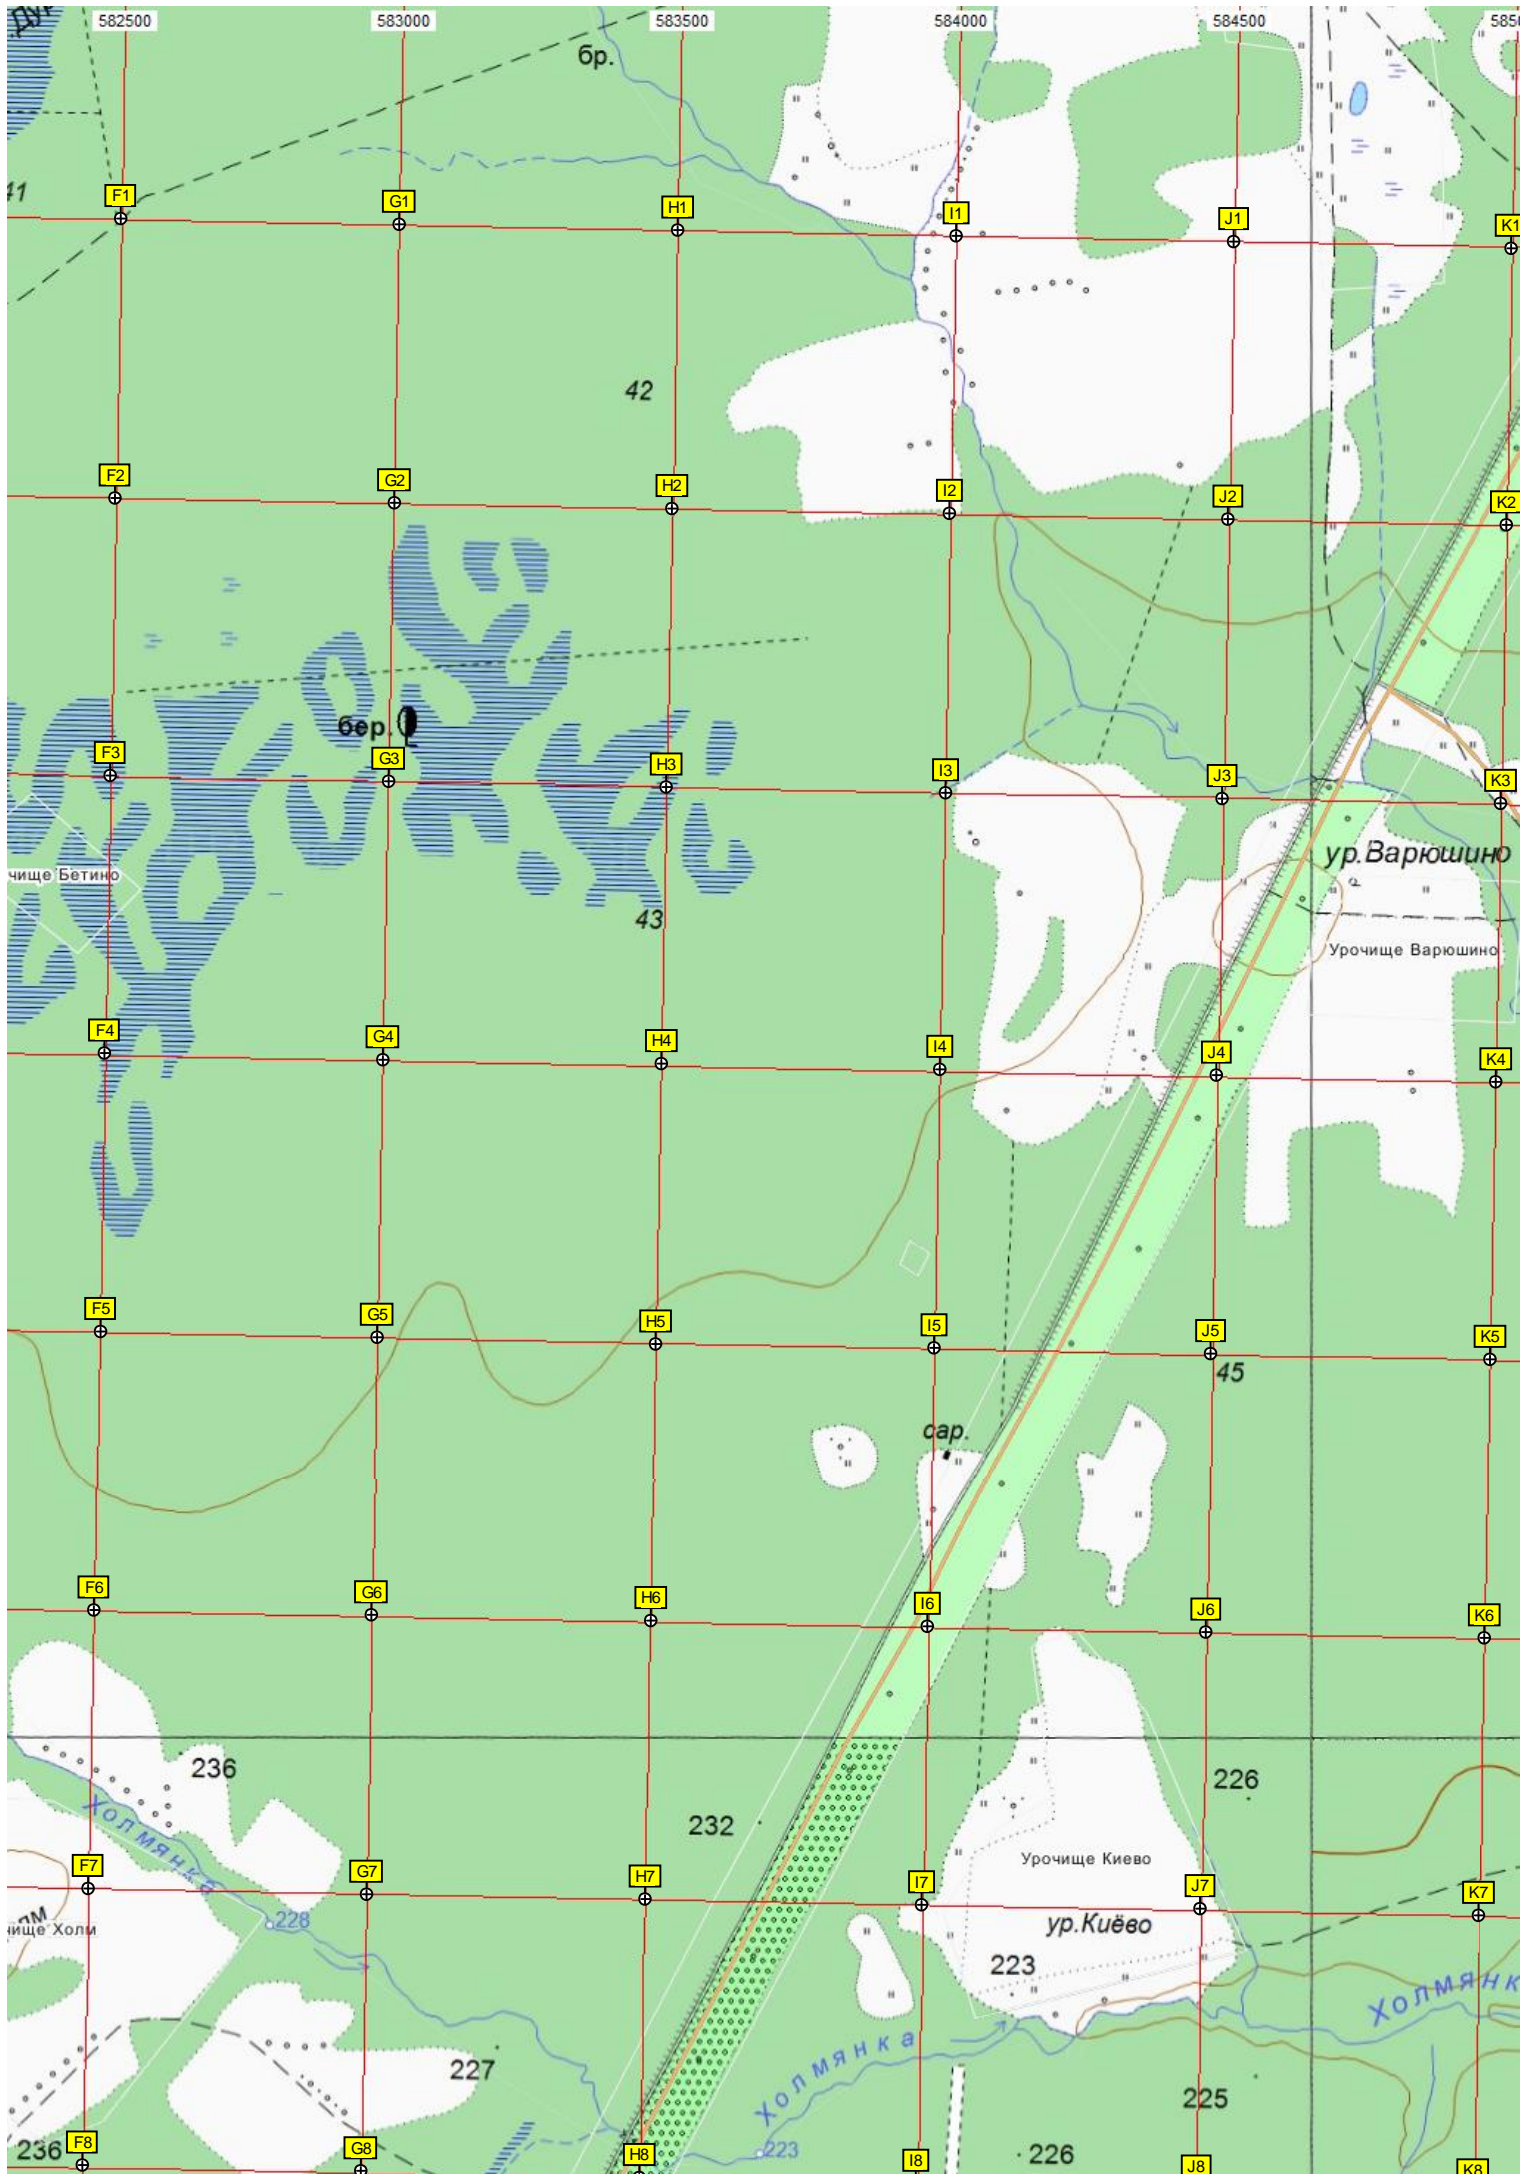 582500 583000 583500 584000 584500
бр.
41
F1 G1 H1 I1 J1 K1
42
F2 G2 H2 I2 J2 K2
бер.
F3 G3 H3 I3 J3 K3
ур.Варюшино
чище Бетино
43
Урочище Варюшино
F4 G4 H4 I4 J4 K4
F5 G5 H5 I5 J5 K5
45
сар.
F6 G6 H6 I6 J6 K6
236
226
Холмянка
232
Урочище Киево
F7 G7 H7 I7 J7 K7
228
ур.Киёво
чище Холм
223
Холмянк
Холмянка
227
225
236
F8 G8 H8 I8 J8 K8
223
226